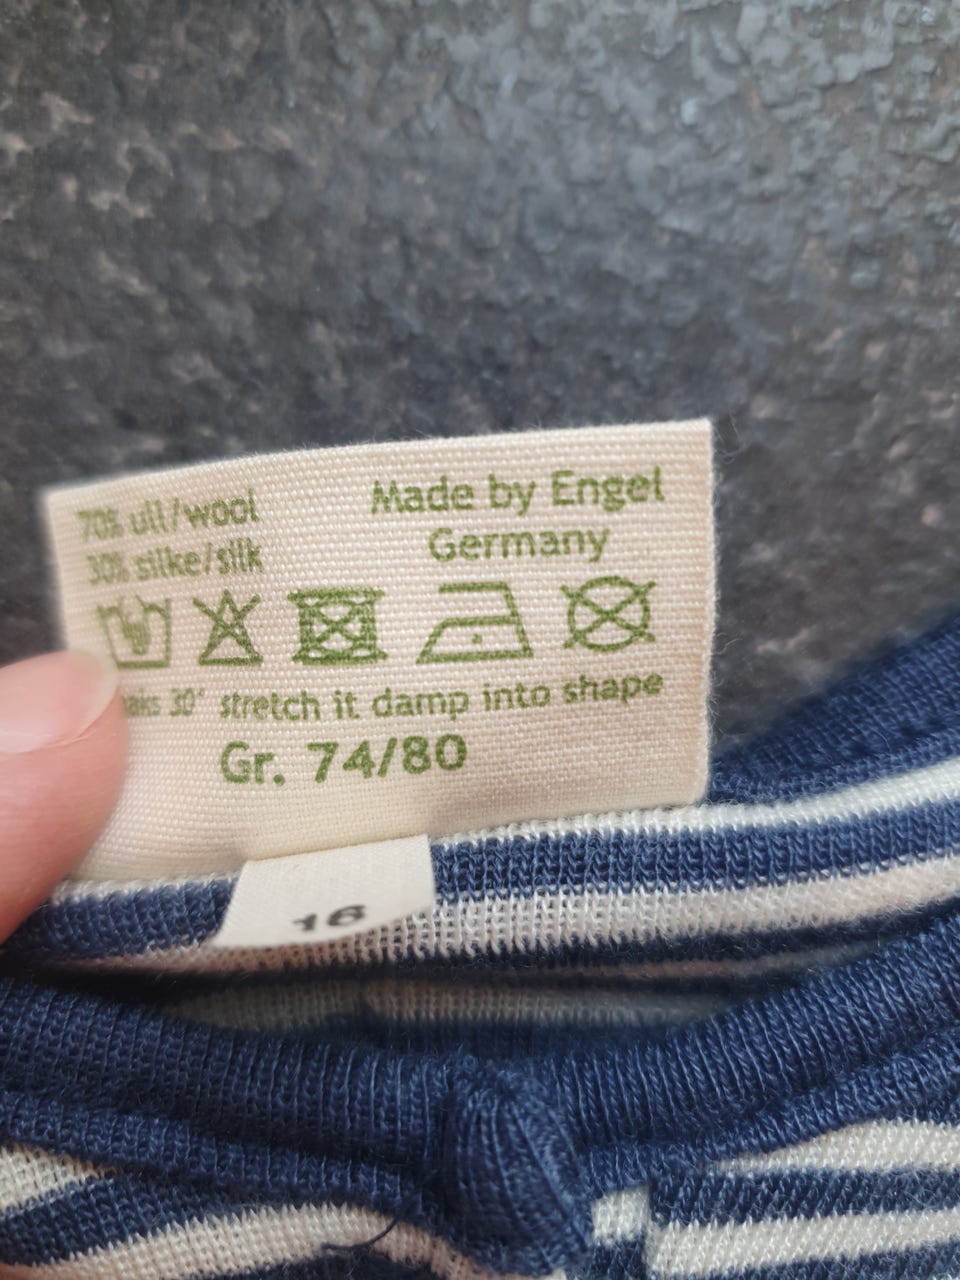 70% ull/wool
30% silke/silk
Made by Engel
Germany
30° stretch it damp into shape
Gr. 74/80
16